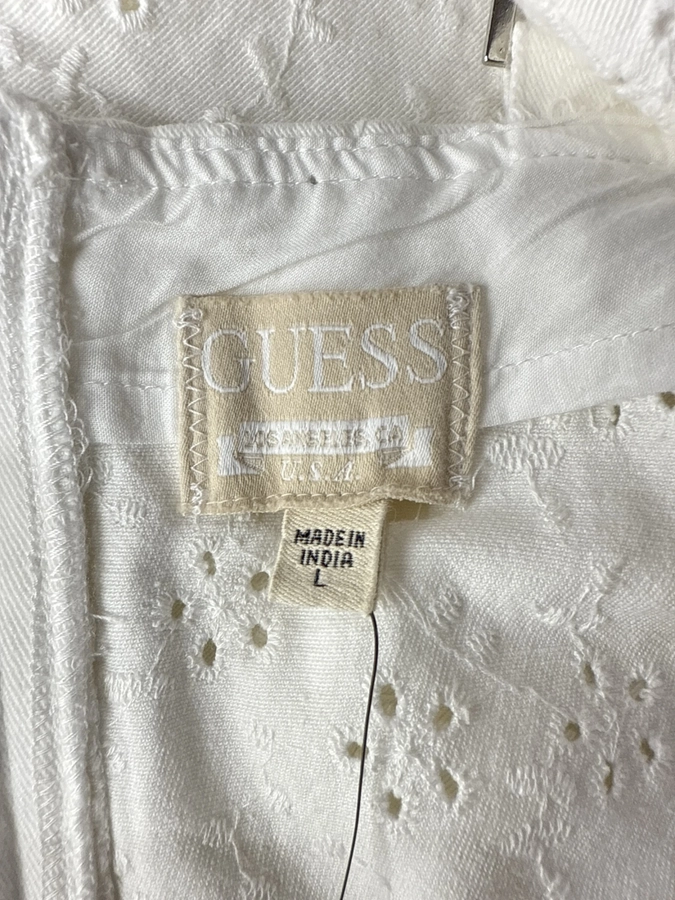 GUESS
LOS ANGELES, CA
U.S.A.
MADE IN
INDIA
L